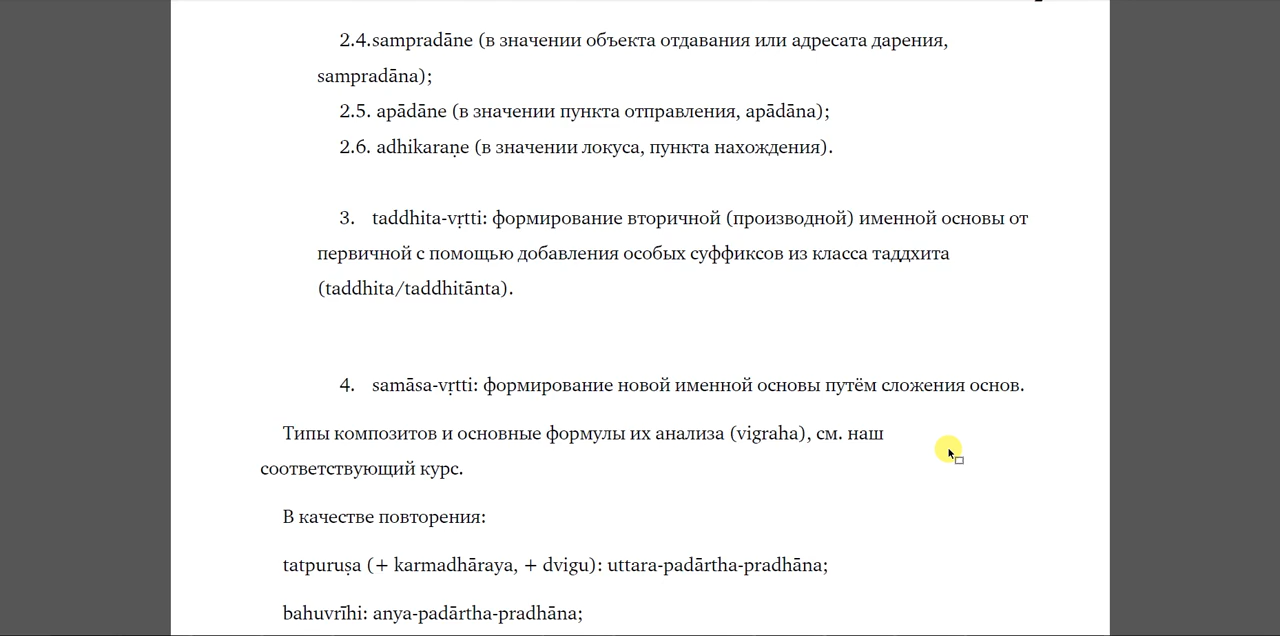 2.4.sampradāne (в значении объекта отдавания или адресата дарения,
sampradāna);
2.5. apādāne (в значении пункта отправления, apādāna);
2.6. adhikaraṇe (в значении локуса, пункта нахождения).
3. taddhita-vṛtti: формирование вторичной (производной) именной основы от
первичной с помощью добавления особых суффиксов из класса таддхита
(taddhita/taddhitānta).
4. samāsa-vṛtti: формирование новой именной основы путём сложения основ.
Типы композитов и основные формулы их анализа (vigraha), см. наш
соответствующий курс.
В качестве повторения:
tatpuruṣa (+ karmadhāraya, + dvigu): uttara-padārtha-pradhāna;
bahuvrīhi: anya-padārtha-pradhāna;